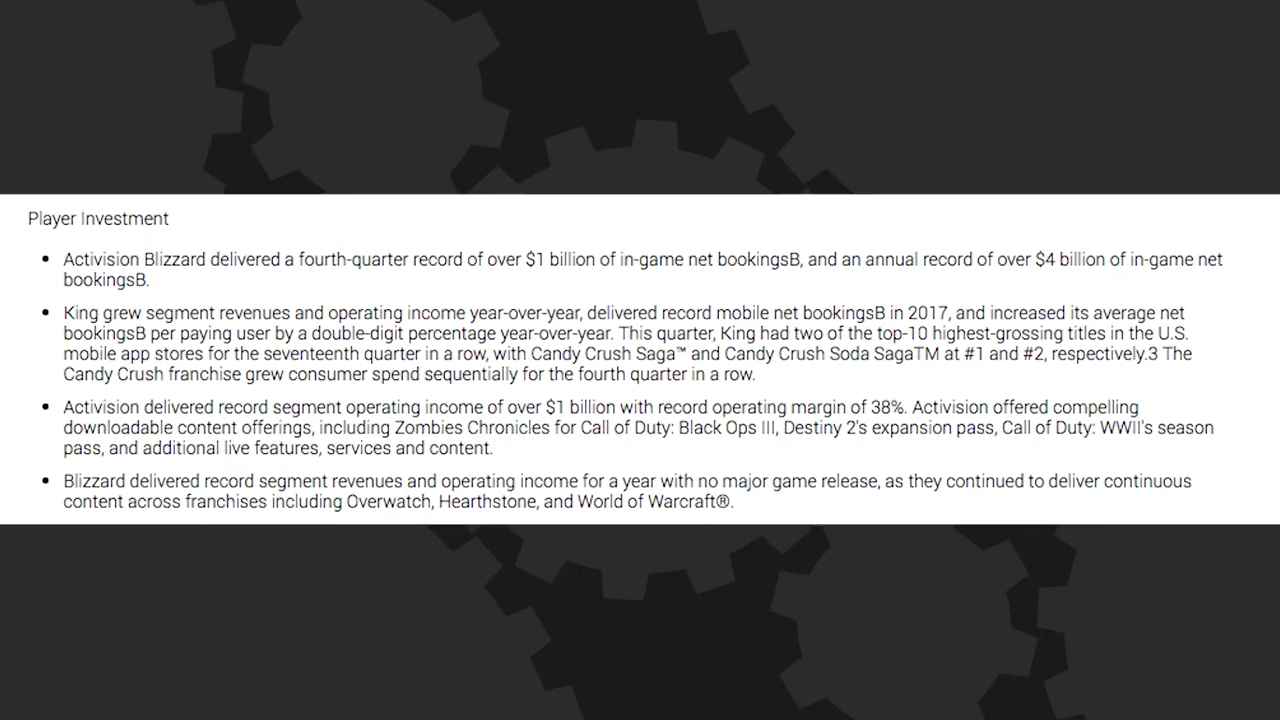 Player Investment
• Activision Blizzard delivered a fourth-quarter record of over $1 billion of in-game net bookingsB, and an annual record of over $4 billion of in-game net
bookingsB.
• King grew segment revenues and operating income year-over-year, delivered record mobile net bookingsB in 2017, and increased its average net
bookingsB per paying user by a double-digit percentage year-over-year. This quarter, King had two of the top-10 highest-grossing titles in the U.S.
mobile app stores for the seventeenth quarter in a row, with Candy Crush Saga™ and Candy Crush Soda SagaTM at #1 and #2, respectively.3 The
Candy Crush franchise grew consumer spend sequentially for the fourth quarter in a row.
• Activision delivered record segment operating income of over $1 billion with record operating margin of 38%. Activision offered compelling
downloadable content offerings, including Zombies Chronicles for Call of Duty: Black Ops III, Destiny 2's expansion pass, Call of Duty: WWII's season
pass, and additional live features, services and content.
• Blizzard delivered record segment revenues and operating income for a year with no major game release, as they continued to deliver continuous
content across franchises including Overwatch, Hearthstone, and World of Warcraft®.